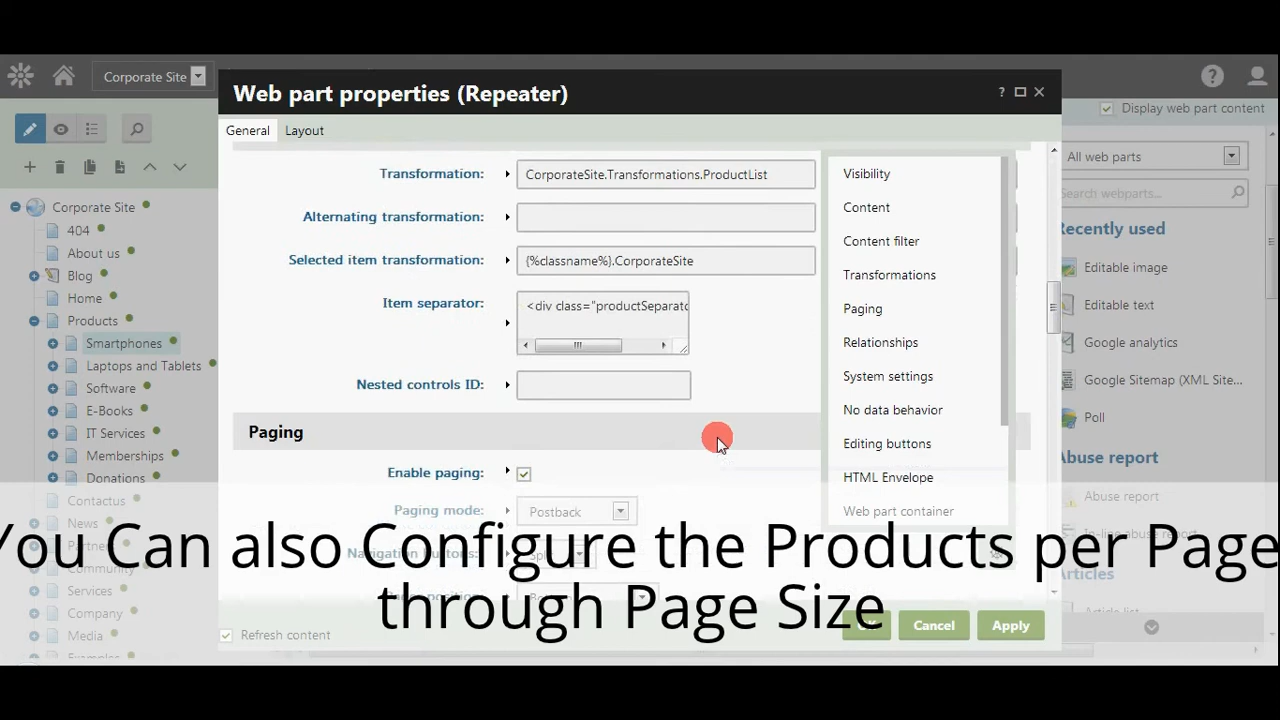 Corporate Site
Web part properties (Repeater)
?
Display web part content
General
Layout
All web parts
Search webparts...
Transformation:
CorporateSite.Transformations.ProductList
Alternating transformation:
Selected item transformation:
{%classname%}.CorporateSite
Item separator:
<div class="productSeparato
Nested controls ID:
Paging
Enable paging:
Paging mode:
Postback
Navigation buttons:
Visibility
Content
Content filter
Transformations
Paging
Relationships
System settings
No data behavior
Editing buttons
HTML Envelope
Web part container
Corporate Site
404
About us
Blog
Home
Products
Smartphones
Laptops and Tablets
Software
E-Books
IT Services
Memberships
Donations
Contactus
News
Community
Services
Company
Media
Examples
Recently used
Editable image
Editable text
Google analytics
Google Sitemap (XML Site...
Poll
Abuse report
Abuse report
Articles
Article list
You Can also Configure the Products per Page
through Page Size
Refresh content
Cancel
Apply